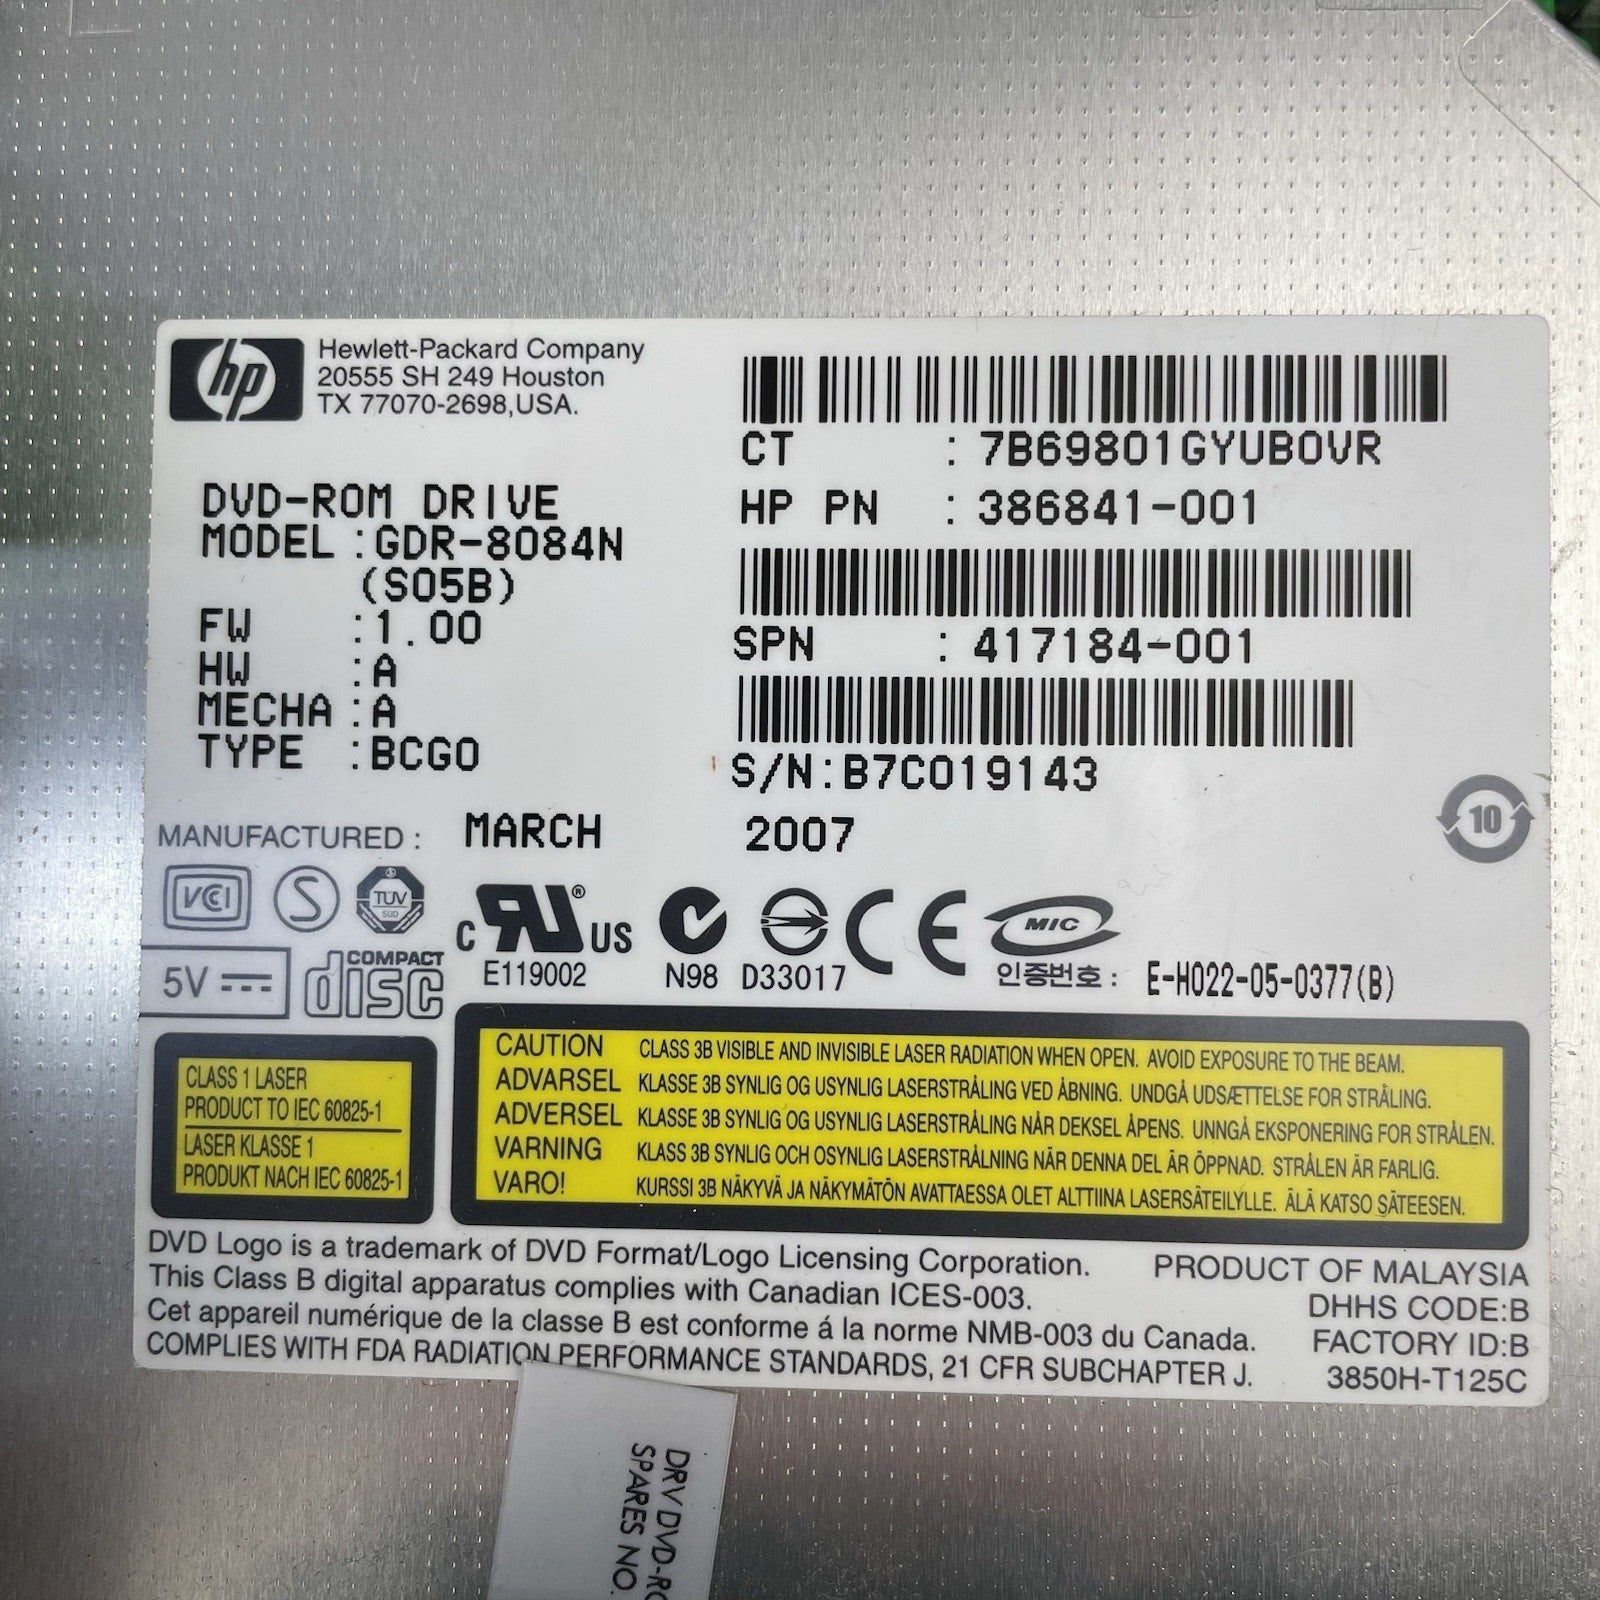 hp
Hewlett-Packard Company
20555 SH 249 Houston
TX 77070-2698,USA.
DVD-ROM DRIVE
MODEL :GDR-8084N
(S05B)
FW :1.00
HW :A
MECHA :A
TYPE :BCGO
CT : 7B69801GYUB0VR
HP PN : 386841-001
SPN : 417184-001
S/N:B7C019143
MANUFACTURED : MARCH 2007
10
VCCI
S
TUV
SUD
c RU ® US
E119002
N98
D33017
CE
MIC
인증번호 : E-H022-05-0377(B)
5V
COMPACT
disc
CLASS 1 LASER
PRODUCT TO IEC 60825-1
LASER KLASSE 1
PRODUKT NACH IEC 60825-1
CAUTION CLASS 3B VISIBLE AND INVISIBLE LASER RADIATION WHEN OPEN. AVOID EXPOSURE TO THE BEAM.
ADVARSEL KLASSE 3B SYNLIG OG USYNLIG LASERSTRÅLING VED ÅBNING. UNDGÅ UDSÆTTELSE FOR STRÅLING.
ADVERSEL KLASSE 3B SYNLIG OG USYNLIG LASERSTRÅLING NÅR DEKSEL ÅPENS. UNNGÅ EKSPONERING FOR STRÅLEN.
VARNING KLASS 3B SYNLIG OCH OSYNLIG LASERSTRÅLNING NÄR DENNA DEL ÄR ÖPPNAD. STRÅLEN ÄR FARLIG.
VARO! KURSSI 3B NÄKYVÄ JA NÄKYMÄTÖN AVATTAESSA OLET ALTTIINA LASERSÄTEILYLLE. ÄLÄ KATSO SÄTEESEN.
DVD Logo is a trademark of DVD Format/Logo Licensing Corporation.
This Class B digital apparatus complies with Canadian ICES-003.
Cet appareil numérique de la classe B est conforme á la norme NMB-003 du Canada.
COMPLIES WITH FDA RADIATION PERFORMANCE STANDARDS, 21 CFR SUBCHAPTER J.
PRODUCT OF MALAYSIA
DHHS CODE:B
FACTORY ID:B
3850H-T125C
DRV DVD-RO
SPARES NO.